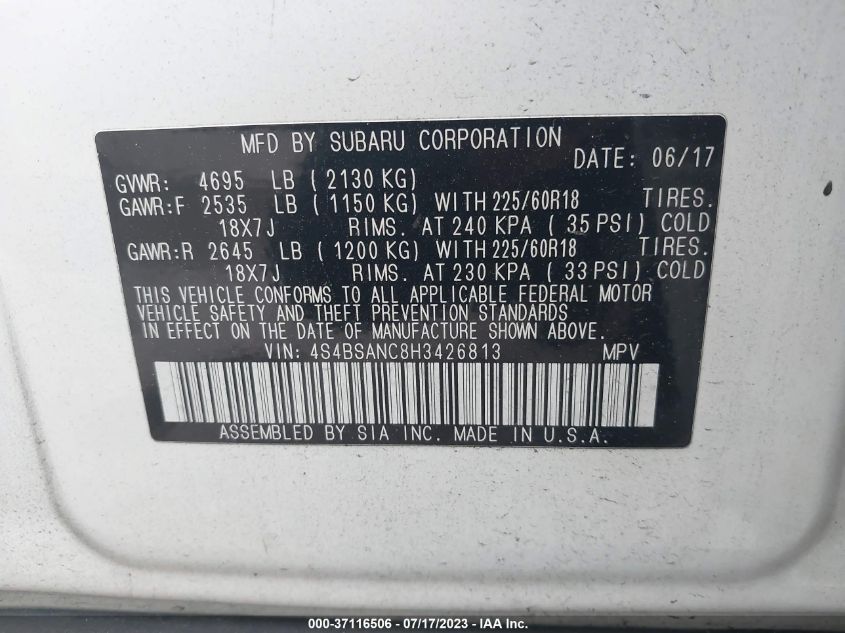 MFD BY SUBARU CORPORATION
DATE: 06/17
GVWR: 4695 LB ( 2130 KG)
GAWR:F 2535 LB ( 1150 KG) WITH 225/60R18 TIRES.
18X7J RIMS. AT 240 KPA ( 35 PSI) COLD
GAWR:R 2645 LB ( 1200 KG) WITH 225/60R18 TIRES.
18X7J RIMS. AT 230 KPA ( 33 PSI) COLD
THIS VEHICLE CONFORMS TO ALL APPLICABLE FEDERAL MOTOR
VEHICLE SAFETY AND THEFT PREVENTION STANDARDS
IN EFFECT ON THE DATE OF MANUFACTURE SHOWN ABOVE.
VIN: 4S4BSANC8H3426813 MPV
ASSEMBLED BY SIA INC. MADE IN U.S.A.
000-37116506 - 07/17/2023 - IAA Inc.